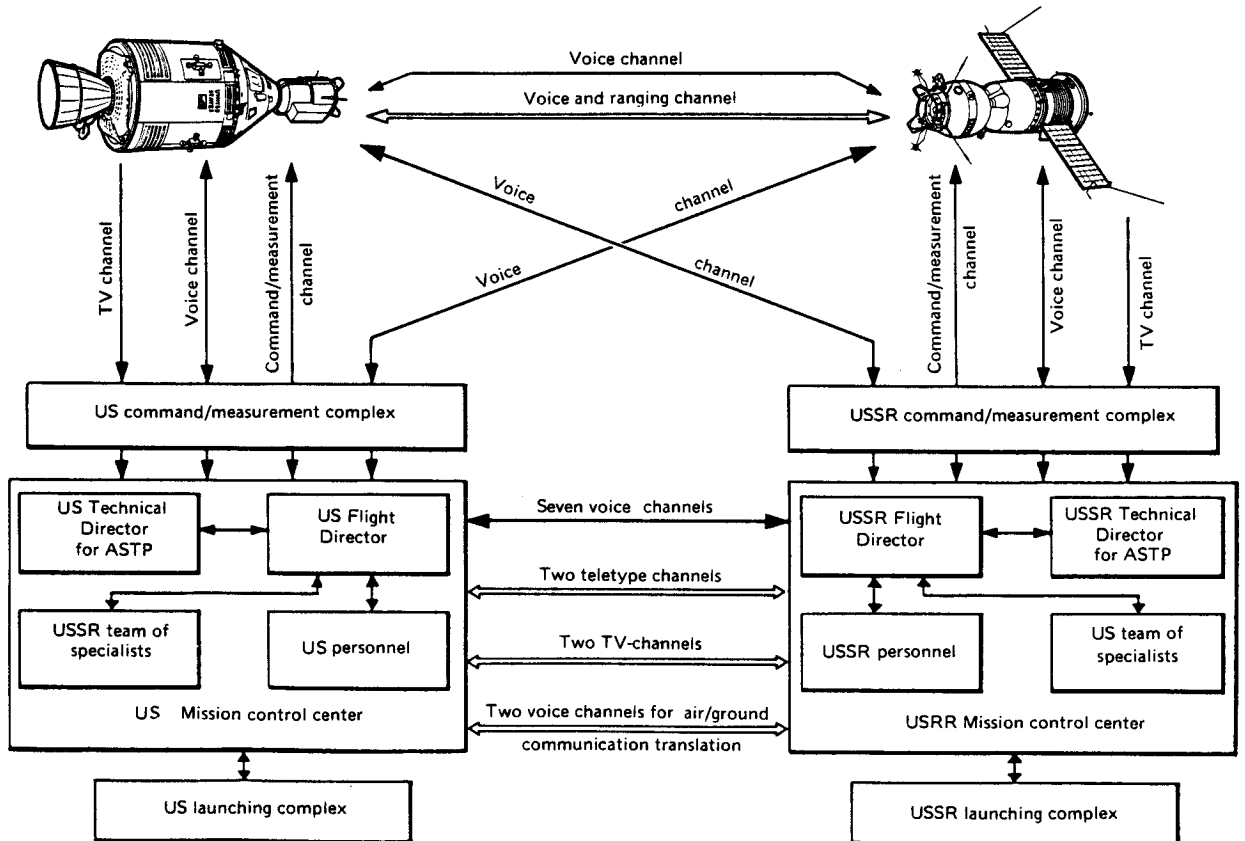 Voice channel
Voice and ranging channel
Voice
channel
Voice
channel
TV channel
Voice channel
Command/measurement
channel
Command/measurement
channel
Voice channel
TV channel
US command/measurement complex
USSR command/measurement complex
US Technical
Director
for ASTP
US Flight
Director
USSR team of
specialists
US personnel
US Mission control center
Seven voice channels
Two teletype channels
Two TV-channels
Two voice channels for air/ground
communication translation
USSR Flight
Director
USSR Technical
Director
for ASTP
USSR personnel
US team of
specialists
USRR Mission control center
US launching complex
USSR launching complex